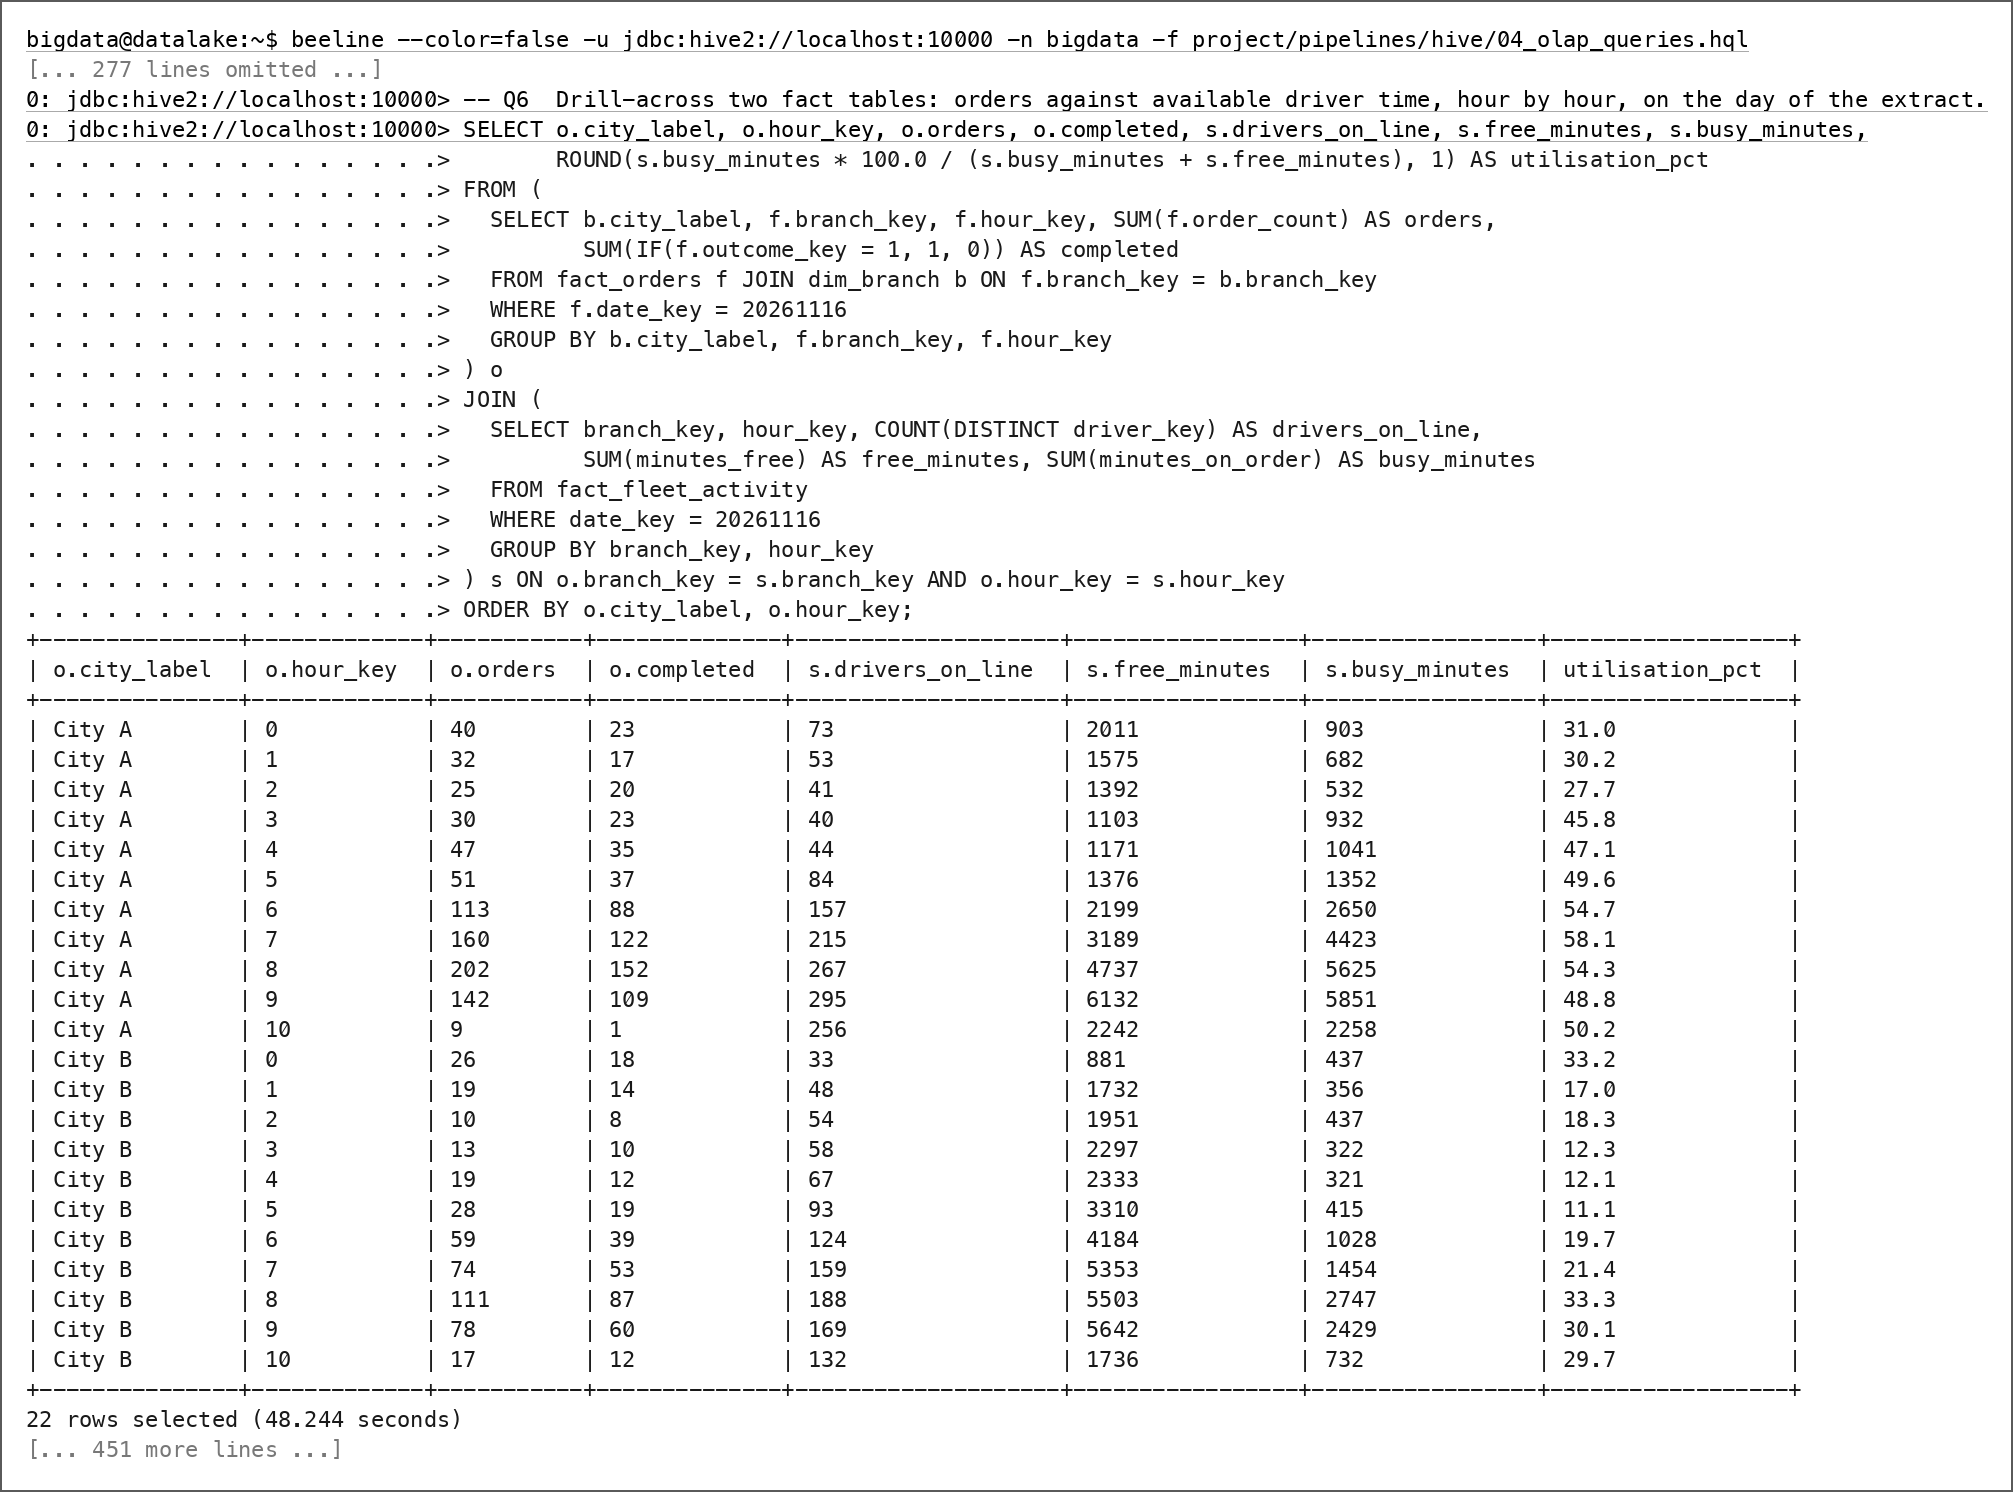 bigdata@datalake:~$ beeline --color=false -u jdbc:hive2://localhost:10000 -n bigdata -f project/pipelines/hive/04_olap_queries.hql
[... 277 lines omitted ...]
0: jdbc:hive2://localhost:10000> -- Q6  Drill-across two fact tables: orders against available driver time, hour by hour, on the day of the extract.
0: jdbc:hive2://localhost:10000> SELECT o.city_label, o.hour_key, o.orders, o.completed, s.drivers_on_line, s.free_minutes, s.busy_minutes,
. . . . . . . . . . . . . . . .>        ROUND(s.busy_minutes * 100.0 / (s.busy_minutes + s.free_minutes), 1) AS utilisation_pct
. . . . . . . . . . . . . . . .> FROM (
. . . . . . . . . . . . . . . .>   SELECT b.city_label, f.branch_key, f.hour_key, SUM(f.order_count) AS orders,
. . . . . . . . . . . . . . . .>          SUM(IF(f.outcome_key = 1, 1, 0)) AS completed
. . . . . . . . . . . . . . . .>   FROM fact_orders f JOIN dim_branch b ON f.branch_key = b.branch_key
. . . . . . . . . . . . . . . .>   WHERE f.date_key = 20261116
. . . . . . . . . . . . . . . .>   GROUP BY b.city_label, f.branch_key, f.hour_key
. . . . . . . . . . . . . . . .> ) o
. . . . . . . . . . . . . . . .> JOIN (
. . . . . . . . . . . . . . . .>   SELECT branch_key, hour_key, COUNT(DISTINCT driver_key) AS drivers_on_line,
. . . . . . . . . . . . . . . .>          SUM(minutes_free) AS free_minutes, SUM(minutes_on_order) AS busy_minutes
. . . . . . . . . . . . . . . .>   FROM fact_fleet_activity
. . . . . . . . . . . . . . . .>   WHERE date_key = 20261116
. . . . . . . . . . . . . . . .>   GROUP BY branch_key, hour_key
. . . . . . . . . . . . . . . .> ) s ON o.branch_key = s.branch_key AND o.hour_key = s.hour_key
. . . . . . . . . . . . . . . .> ORDER BY o.city_label, o.hour_key;
+---------------+-------------+-----------+--------------+--------------------+-----------------+-----------------+------------------+
| o.city_label  | o.hour_key  | o.orders  | o.completed  | s.drivers_on_line  | s.free_minutes  | s.busy_minutes  | utilisation_pct  |
+---------------+-------------+-----------+--------------+--------------------+-----------------+-----------------+------------------+
| City A        | 0           | 40        | 23           | 73                 | 2011            | 903             | 31.0             |
| City A        | 1           | 32        | 17           | 53                 | 1575            | 682             | 30.2             |
| City A        | 2           | 25        | 20           | 41                 | 1392            | 532             | 27.7             |
| City A        | 3           | 30        | 23           | 40                 | 1103            | 932             | 45.8             |
| City A        | 4           | 47        | 35           | 44                 | 1171            | 1041            | 47.1             |
| City A        | 5           | 51        | 37           | 84                 | 1376            | 1352            | 49.6             |
| City A        | 6           | 113       | 88           | 157                | 2199            | 2650            | 54.7             |
| City A        | 7           | 160       | 122          | 215                | 3189            | 4423            | 58.1             |
| City A        | 8           | 202       | 152          | 267                | 4737            | 5625            | 54.3             |
| City A        | 9           | 142       | 109          | 295                | 6132            | 5851            | 48.8             |
| City A        | 10          | 9         | 1            | 256                | 2242            | 2258            | 50.2             |
| City B        | 0           | 26        | 18           | 33                 | 881             | 437             | 33.2             |
| City B        | 1           | 19        | 14           | 48                 | 1732            | 356             | 17.0             |
| City B        | 2           | 10        | 8            | 54                 | 1951            | 437             | 18.3             |
| City B        | 3           | 13        | 10           | 58                 | 2297            | 322             | 12.3             |
| City B        | 4           | 19        | 12           | 67                 | 2333            | 321             | 12.1             |
| City B        | 5           | 28        | 19           | 93                 | 3310            | 415             | 11.1             |
| City B        | 6           | 59        | 39           | 124                | 4184            | 1028            | 19.7             |
| City B        | 7           | 74        | 53           | 159                | 5353            | 1454            | 21.4             |
| City B        | 8           | 111       | 87           | 188                | 5503            | 2747            | 33.3             |
| City B        | 9           | 78        | 60           | 169                | 5642            | 2429            | 30.1             |
| City B        | 10          | 17        | 12           | 132                | 1736            | 732             | 29.7             |
+---------------+-------------+-----------+--------------+--------------------+-----------------+-----------------+------------------+
22 rows selected (48.244 seconds)
[... 451 more lines ...]